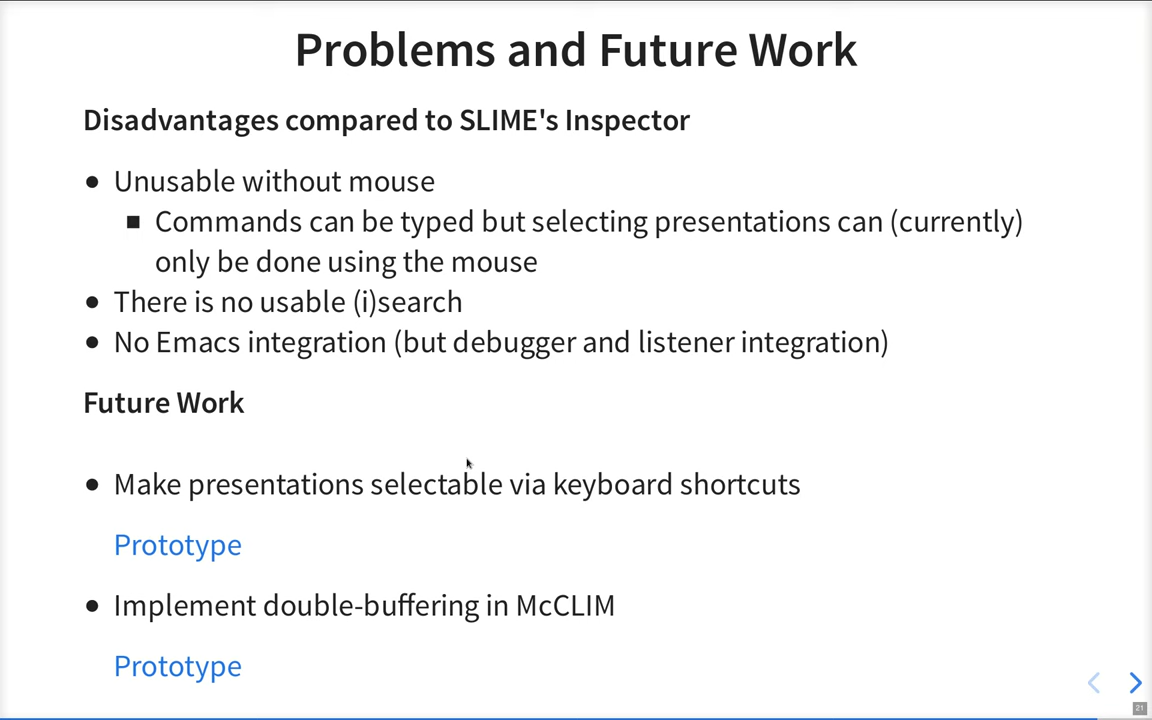 Problems and Future Work
Disadvantages compared to SLIME's Inspector
● Unusable without mouse
■ Commands can be typed but selecting presentations can (currently)
only be done using the mouse
● There is no usable (i)search
● No Emacs integration (but debugger and listener integration)
Future Work
● Make presentations selectable via keyboard shortcuts
Prototype
● Implement double-buffering in McCLIM
Prototype
21